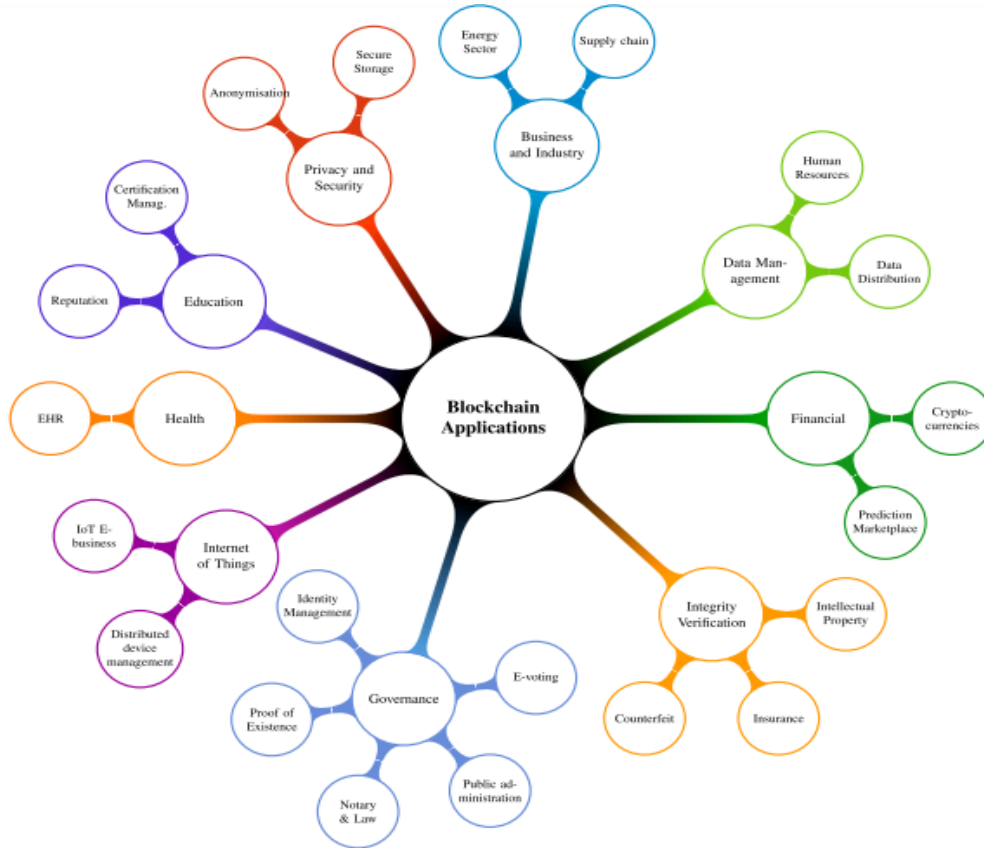 Blockchain
Applications
Business
and Industry
Energy
Sector
Supply chain
Data Man-
agement
Human
Resources
Data
Distribution
Financial
Crypto-
currencies
Prediction
Marketplace
Integrity
Verification
Intellectual
Property
Insurance
Counterfeit
Governance
E-voting
Public ad-
ministration
Notary
& Law
Proof of
Existence
Identity
Management
Internet
of Things
Distributed
device
management
IoT E-
business
Health
EHR
Education
Reputation
Certification
Manag.
Privacy and
Security
Anonymisation
Secure
Storage